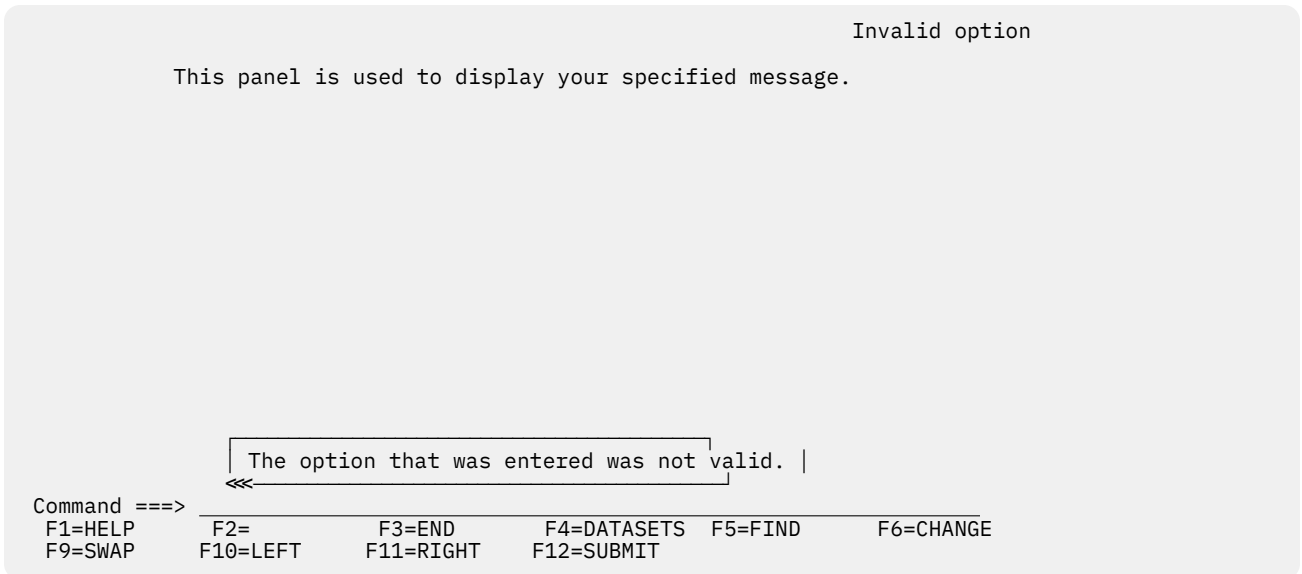 Invalid option
This panel is used to display your specified message.
The option that was entered was not valid.
<<<
Command ===>
F1=HELP F2= F3=END F4=DATASETS F5=FIND F6=CHANGE
F9=SWAP F10=LEFT F11=RIGHT F12=SUBMIT